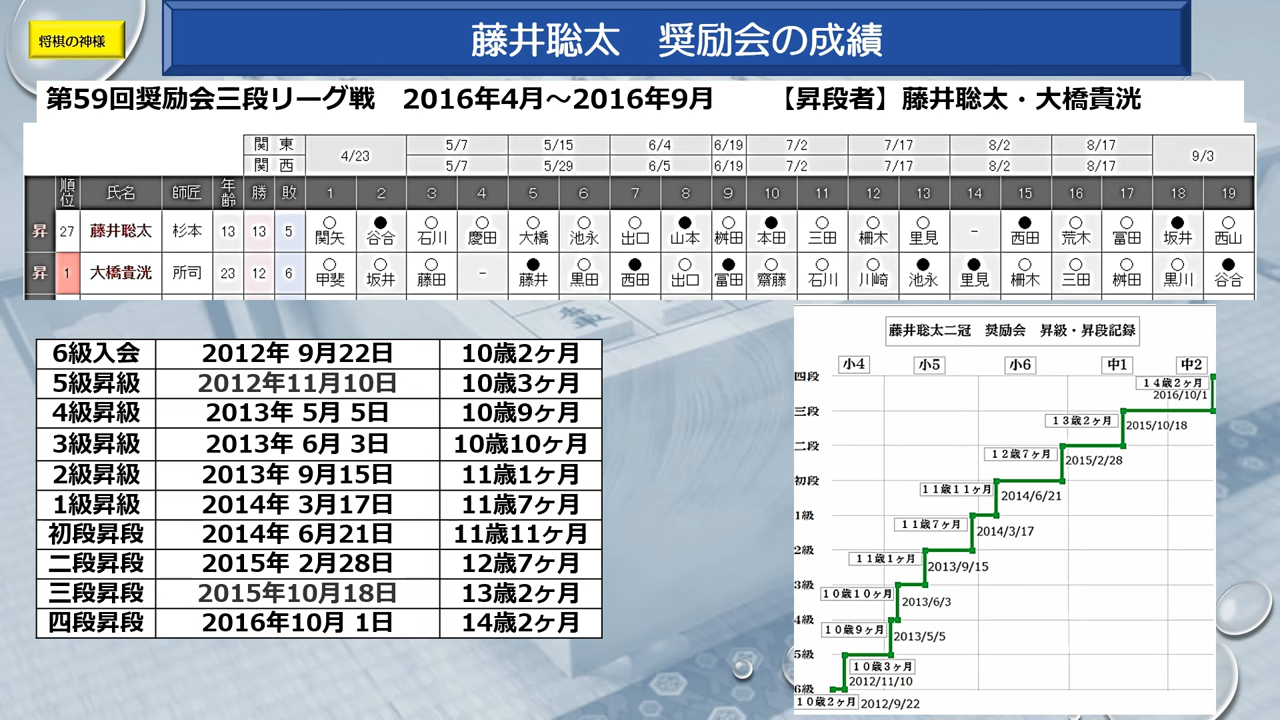 将棋の神様
藤井聡太　奨励会の成績
第59回奨励会三段リーグ戦　2016年4月～2016年9月　【昇段者】藤井聡太・大橋貴洸
関東 4/23 5/7 5/15 6/4 6/19 7/2 7/17 8/2 8/17 9/3
関西 5/7 5/29 6/5 6/19 7/2 7/17 8/2 8/17
順位 氏名 師匠 年齢 勝 敗 1 2 3 4 5 6 7 8 9 10 11 12 13 14 15 16 17 18 19
○ ● ○ ○ ○ ○ ○ ● ○ ● ○ ○ ○ - ● ○ ○ ● ○
昇 27 藤井聡太 杉本 13 13 5 関矢 谷合 石川 慶田 大橋 池永 出口 山本 桝田 本田 三田 柵木 里見 西田 荒木 冨田 坂井 西山
○ ○ ○ - ● ○ ● ○ ● ○ ○ ○ ● ● ○ ○ ○ ○ ●
昇 1 大橋貴洸 所司 23 12 6 甲斐 坂井 藤田 藤井 黒田 西田 出口 冨田 齋藤 石川 川崎 池永 里見 柵木 三田 桝田 黒川 谷合
6級入会 2012年 9月22日 10歳2ヶ月
5級昇級 2012年11月10日 10歳3ヶ月
4級昇級 2013年 5月 5日 10歳9ヶ月
3級昇級 2013年 6月 3日 10歳10ヶ月
2級昇級 2013年 9月15日 11歳1ヶ月
1級昇級 2014年 3月17日 11歳7ヶ月
初段昇段 2014年 6月21日 11歳11ヶ月
二段昇段 2015年 2月28日 12歳7ヶ月
三段昇段 2015年10月18日 13歳2ヶ月
四段昇段 2016年10月 1日 14歳2ヶ月
藤井聡太二冠　奨励会　昇級・昇段記録
小4 小5 小6 中1 中2
四段 14歳2ヶ月
2016/10/1
三段 13歳2ヶ月
2015/10/18
二段 12歳7ヶ月
2015/2/28
初段 11歳11ヶ月
2014/6/21
1級 11歳7ヶ月
2014/3/17
2級 11歳1ヶ月
2013/9/15
3級 10歳10ヶ月
2013/6/3
4級 10歳9ヶ月
2013/5/5
5級 10歳3ヶ月
2012/11/10
6級 10歳2ヶ月 2012/9/22